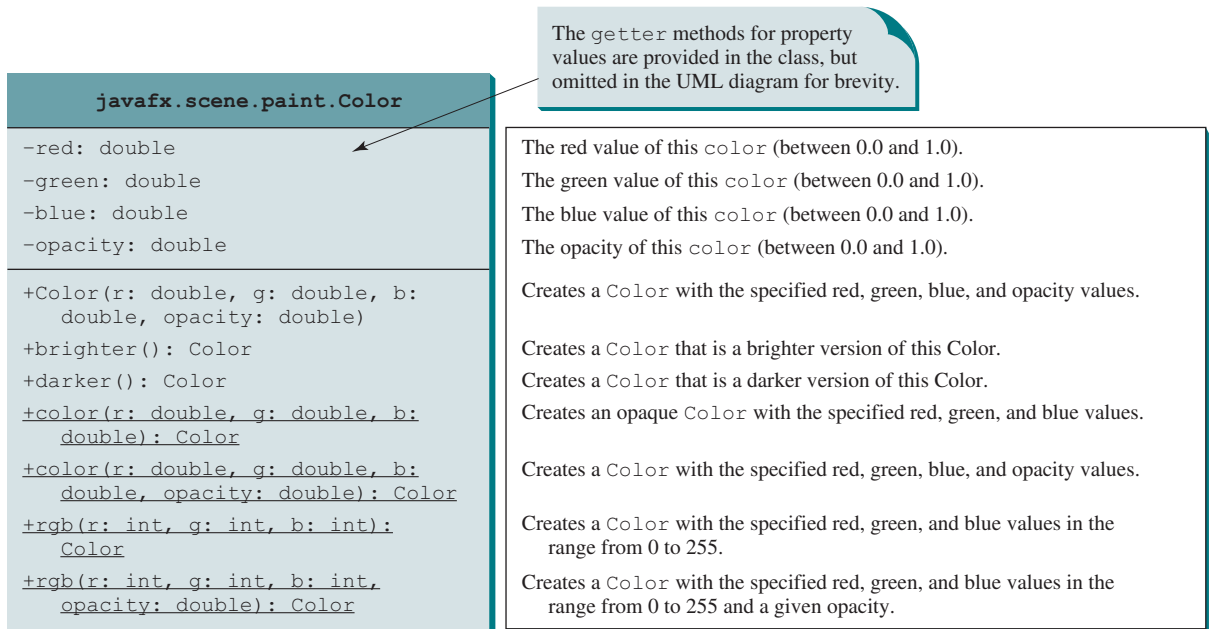 The getter methods for property
values are provided in the class, but
omitted in the UML diagram for brevity.
javafx.scene.paint.Color
-red: double
The red value of this color (between 0.0 and 1.0).
-green: double
The green value of this color (between 0.0 and 1.0).
-blue: double
The blue value of this color (between 0.0 and 1.0).
-opacity: double
The opacity of this color (between 0.0 and 1.0).
+Color(r: double, g: double, b:
double, opacity: double)
Creates a Color with the specified red, green, blue, and opacity values.
+brighter(): Color
Creates a Color that is a brighter version of this Color.
+darker(): Color
Creates a Color that is a darker version of this Color.
+color(r: double, g: double, b:
double): Color
Creates an opaque Color with the specified red, green, and blue values.
+color(r: double, g: double, b:
double, opacity: double): Color
Creates a Color with the specified red, green, blue, and opacity values.
+rgb(r: int, g: int, b: int):
Color
Creates a Color with the specified red, green, and blue values in the
range from 0 to 255.
+rgb(r: int, g: int, b: int,
opacity: double): Color
Creates a Color with the specified red, green, and blue values in the
range from 0 to 255 and a given opacity.